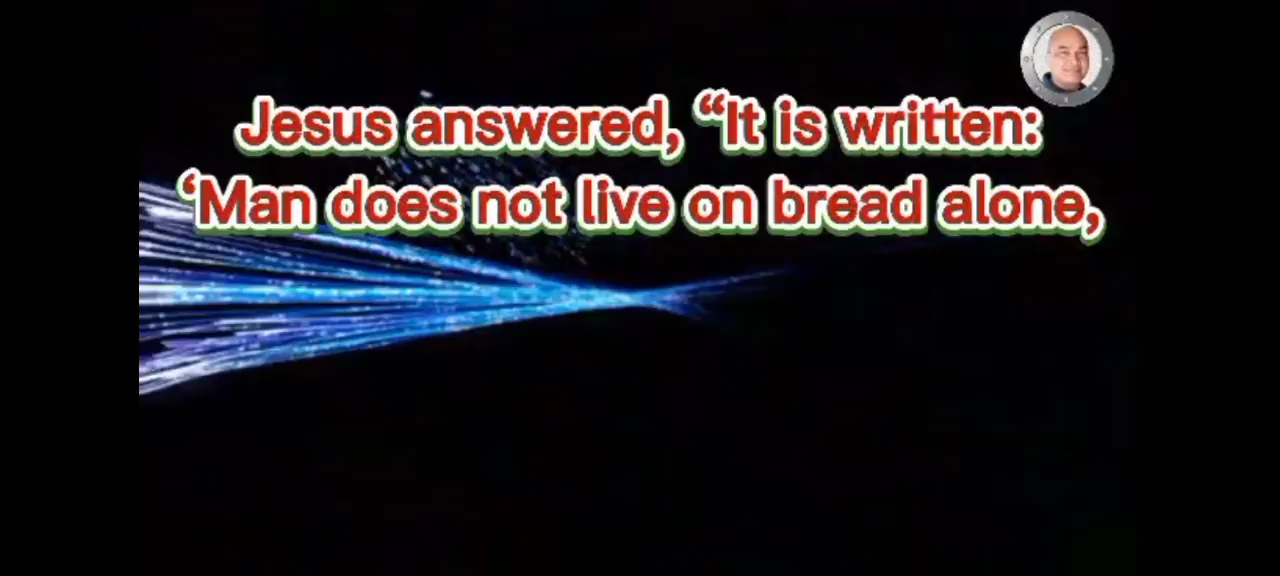 Jesus answered, “It is written:
‘Man does not live on bread alone,